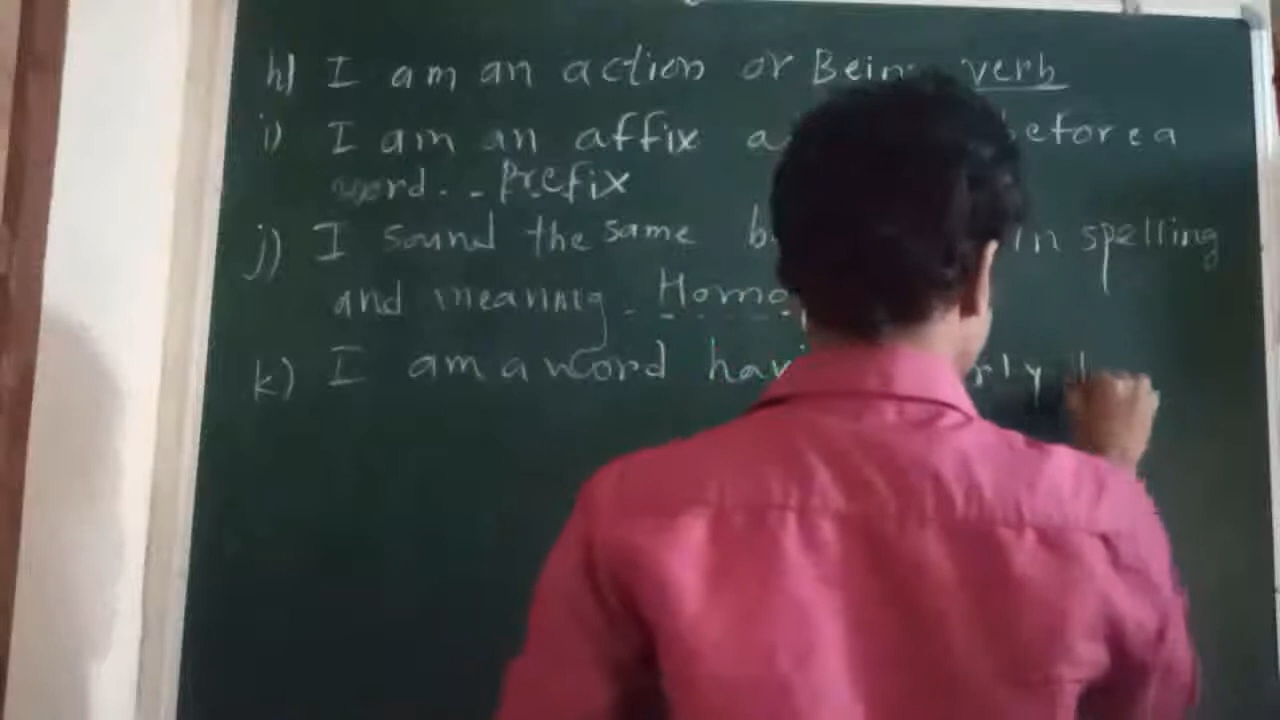 h) I am an action or Being verb
i) I am an affix a before a
word. - Prefix
j) I sound the same b in spelling
and meaning. Homo
k) I am a word havi rly